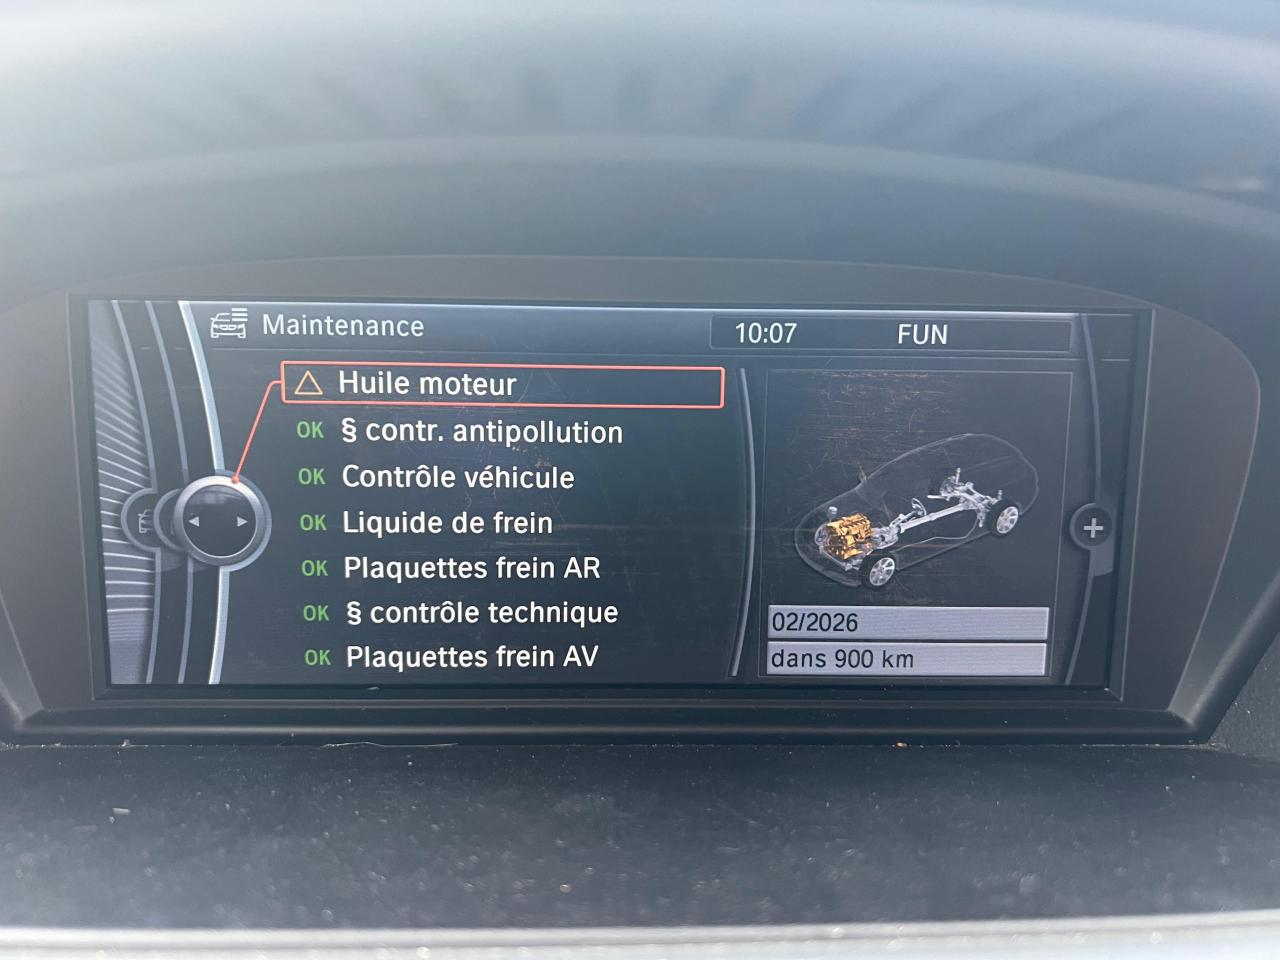 Maintenance
10:07 FUN
Huile moteur
OK § contr. antipollution
OK Contrôle véhicule
OK Liquide de frein
OK Plaquettes frein AR
OK § contrôle technique
OK Plaquettes frein AV
02/2026
dans 900 km